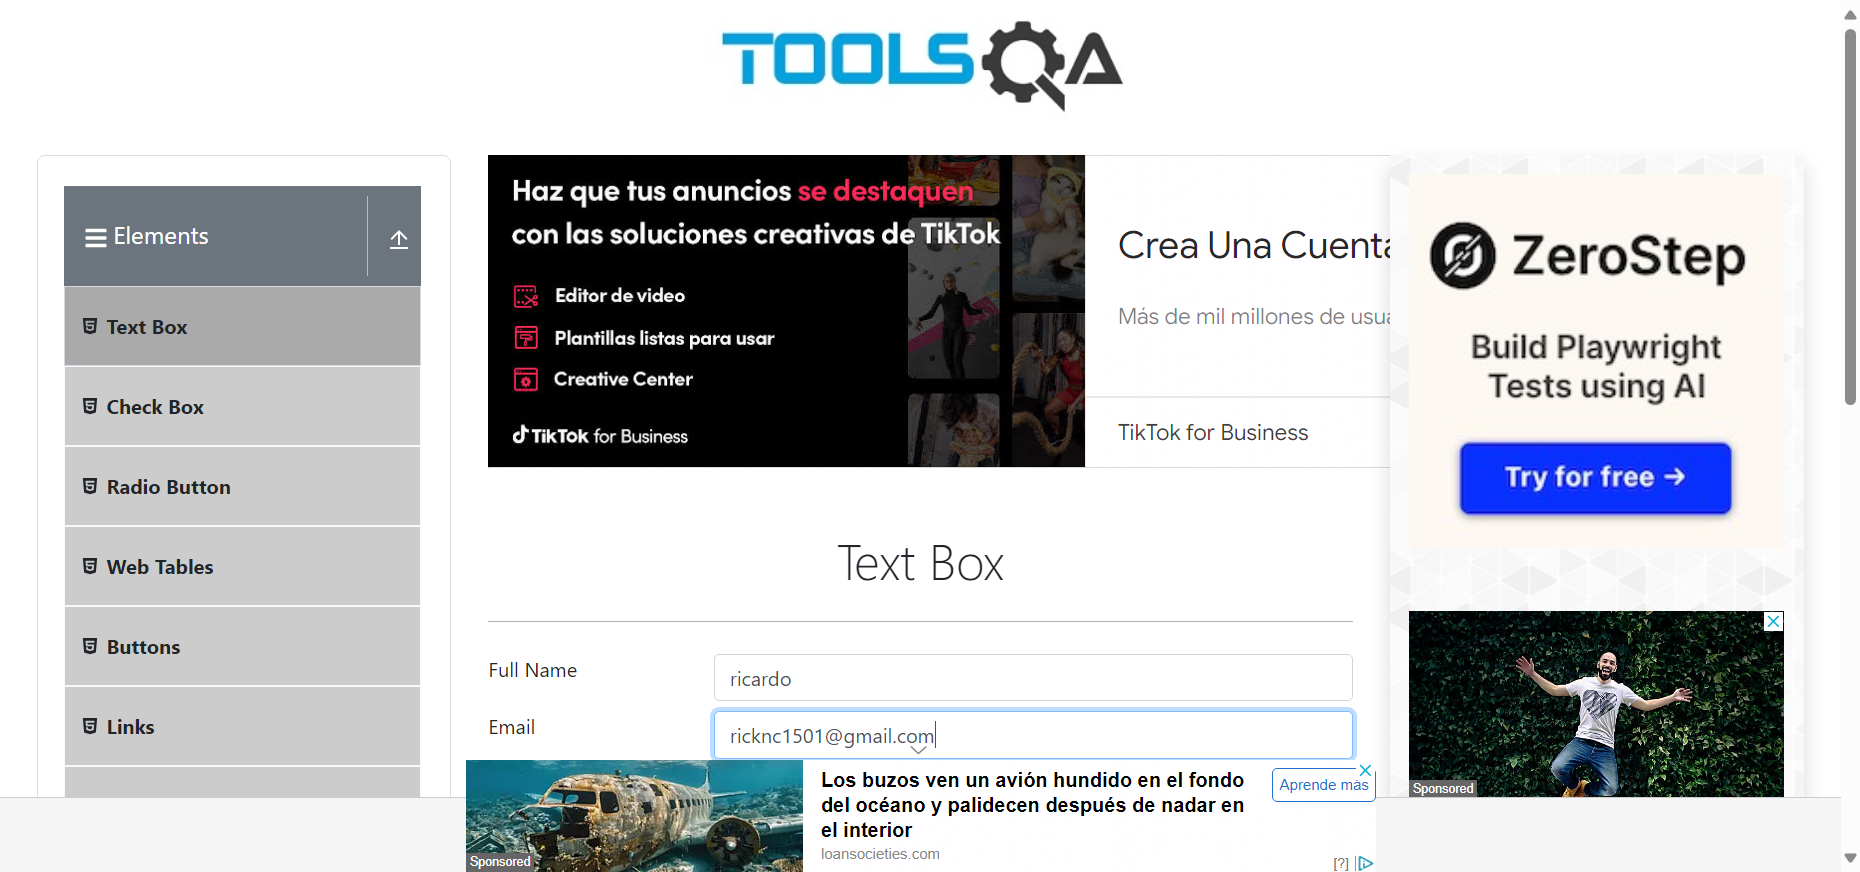 TOOLSQA
Elements
Text Box
Check Box
Radio Button
Web Tables
Buttons
Links
Haz que tus anuncios se destaquen
con las soluciones creativas de TikTok
Editor de video
Plantillas listas para usar
Creative Center
TikTok for Business
Crea Una Cuenta
Más de mil millones de usua
TikTok for Business
Text Box
Full Name
ricardo
Email
ricknc1501@gmail.com
ZeroStep
Build Playwright
Tests using AI
Try for free →
Sponsored
Los buzos ven un avión hundido en el fondo
del océano y palidecen después de nadar en
el interior
loansocieties.com
Aprende más
Sponsored
[?]